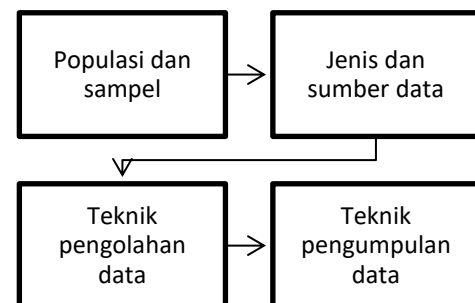 Populasi dan
sampel
Jenis dan
sumber data
Teknik
pengolahan
data
Teknik
pengumpulan
data